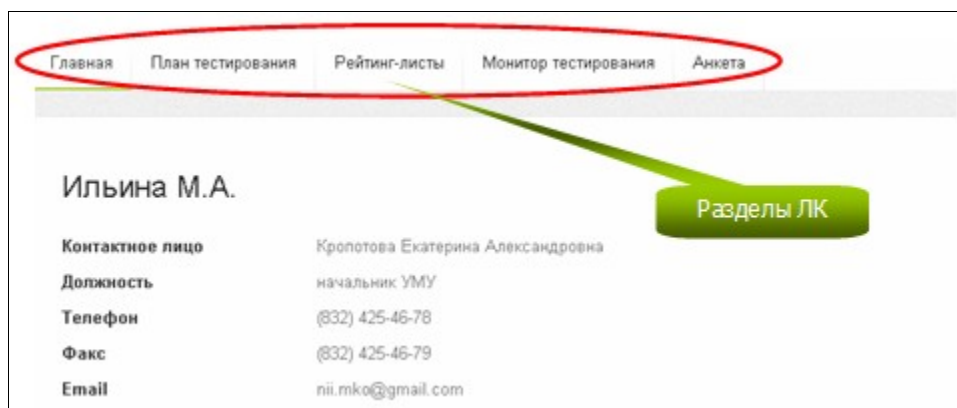 Главная План тестирования Рейтинг-листы Монитор тестирования Анкета
Ильина М.А.
Разделы ЛК
Контактное лицо Кропотова Екатерина Александровна
Должность начальник УМУ
Телефон (832) 425-46-78
Факс (832) 425-46-79
Email nii.mko@gmail.com